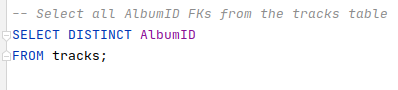 -- Select all AlbumID FKs from the tracks table
SELECT DISTINCT AlbumID
FROM tracks;